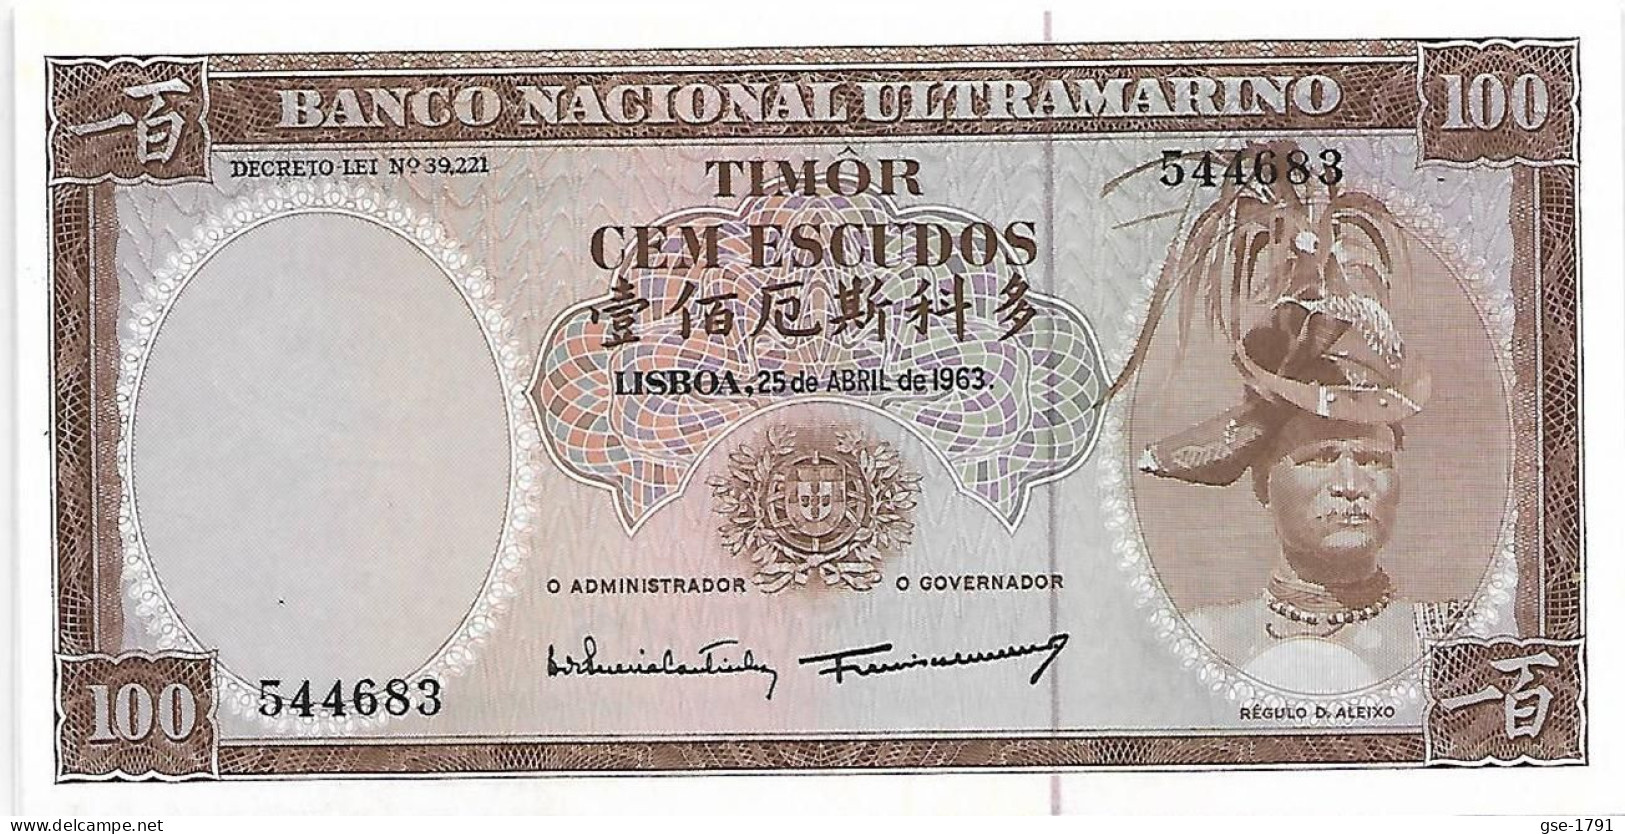 一百
BANCO NACIONAL ULTRAMARINO
100
DECRETO-LEI Nº 39,221
TIMÔR
544683
CEM ESCUDOS
壹佰厄斯科多
LISBOA, 25 de ABRIL de 1963.
O ADMINISTRADOR
O GOVERNADOR
544683
100
RÉGULO D. ALEIXO
一百
delcampe.net
gse-1791